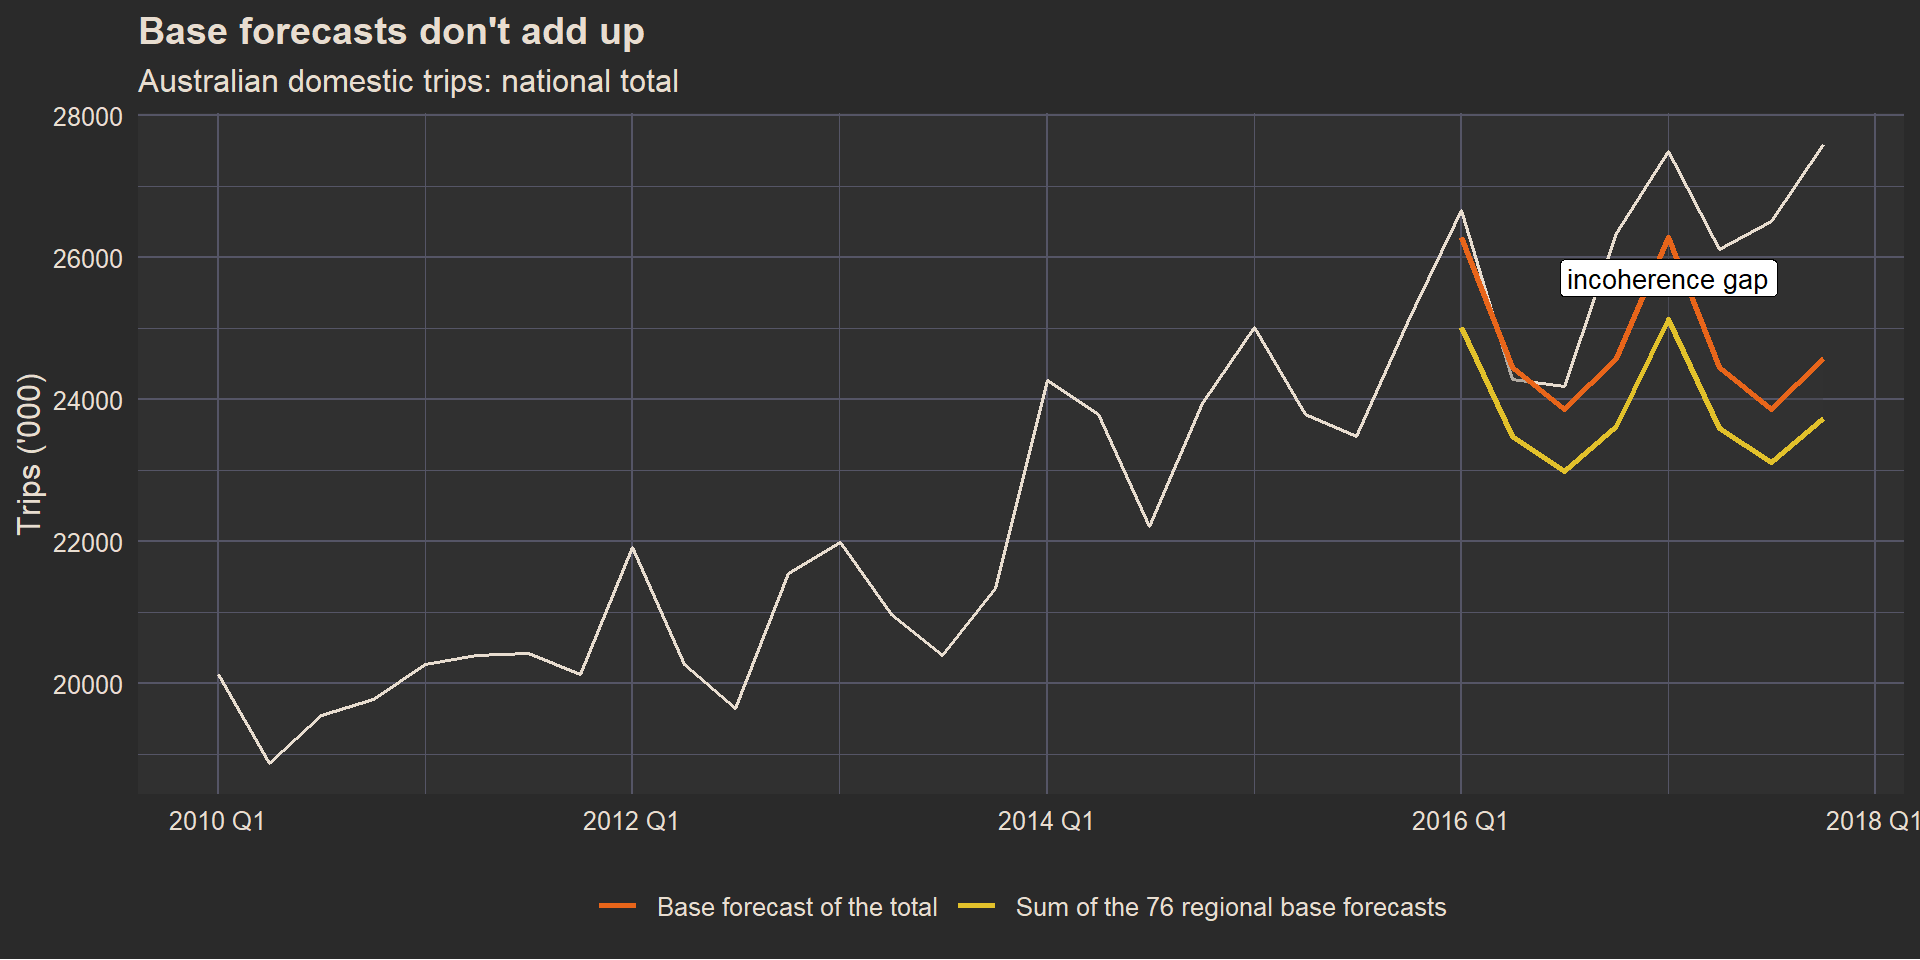 Base forecasts don't add up
Australian domestic trips: national total
Trips ('000)
28000
26000
24000
22000
20000
incoherence gap
2010 Q1
2012 Q1
2014 Q1
2016 Q1
2018 Q1
Base forecast of the total
Sum of the 76 regional base forecasts